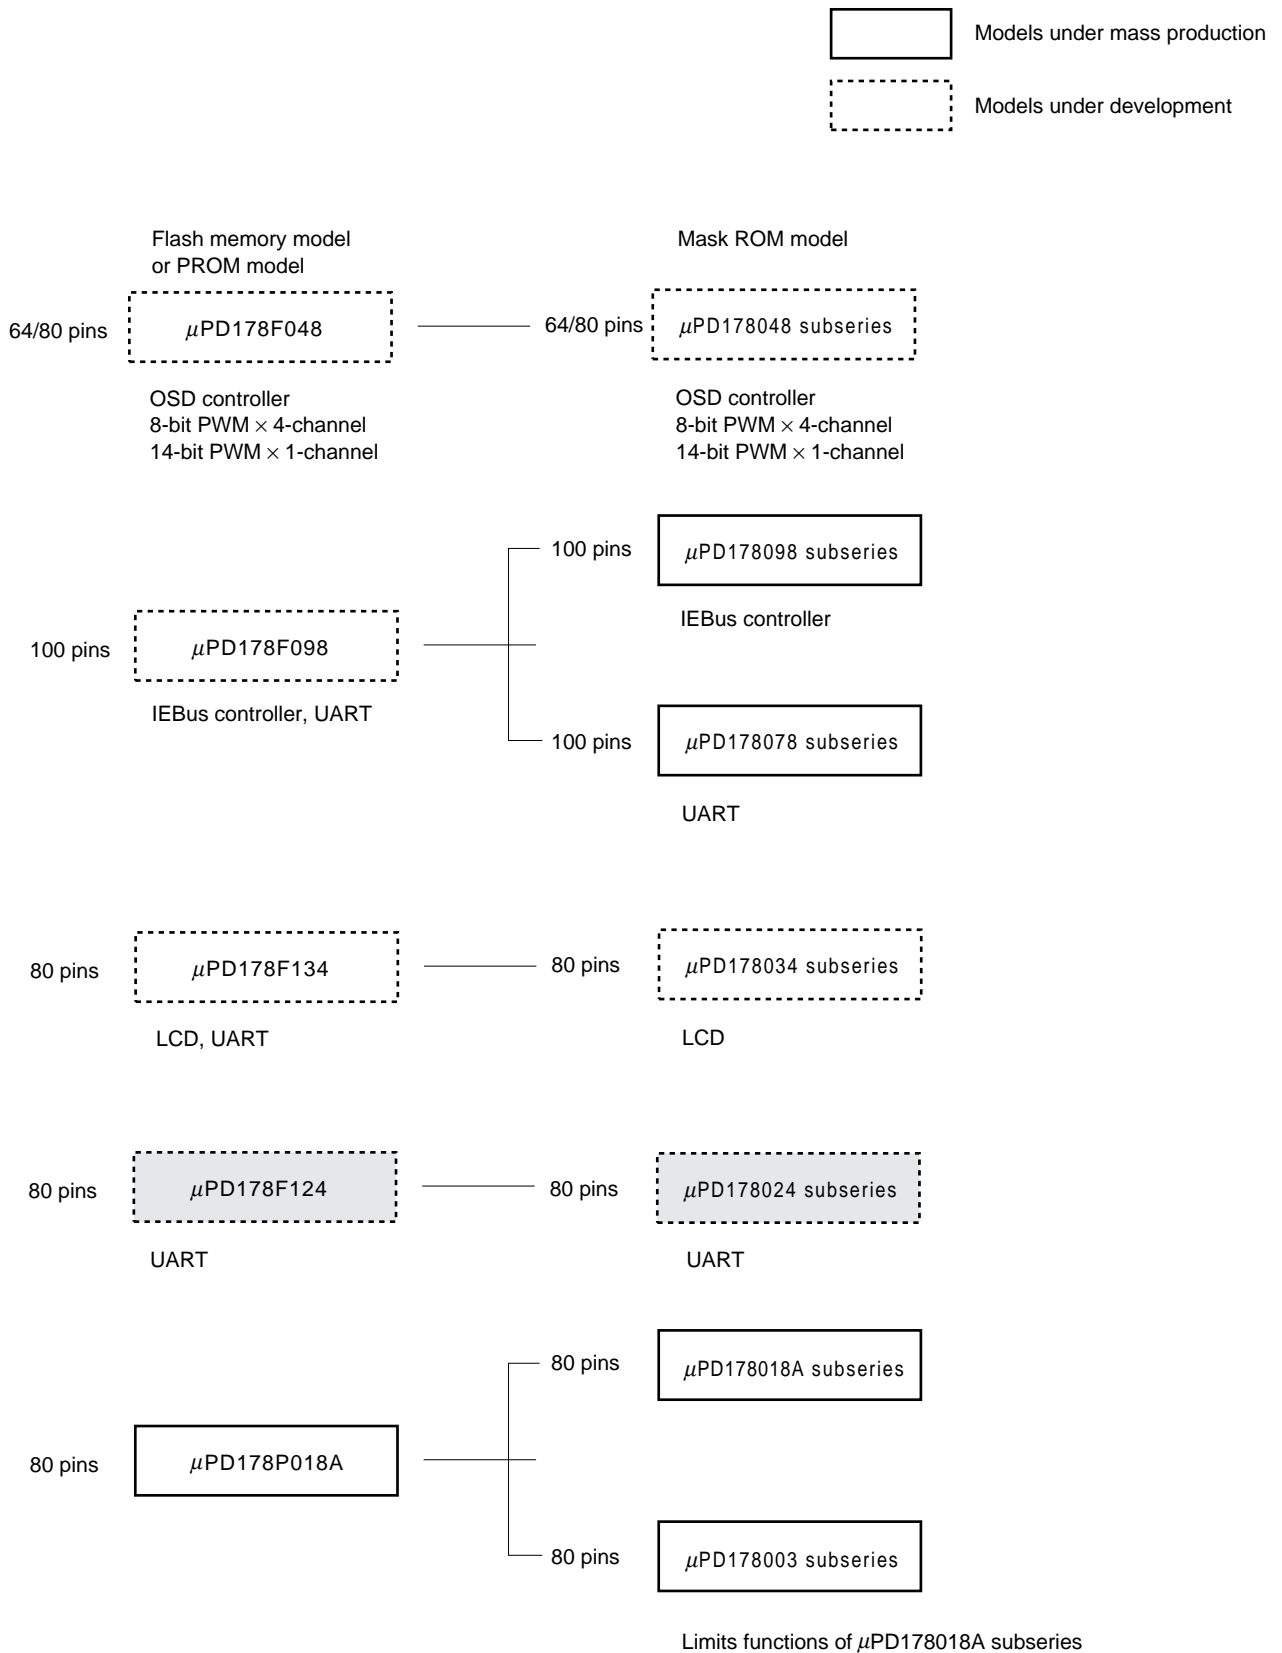 Models under mass production
Models under development
Flash memory model
or PROM model
Mask ROM model
64/80 pins
μPD178F048
64/80 pins
μPD178048 subseries
OSD controller
8-bit PWM × 4-channel
14-bit PWM × 1-channel
OSD controller
8-bit PWM × 4-channel
14-bit PWM × 1-channel
100 pins
μPD178098 subseries
IEBus controller
100 pins
μPD178F098
IEBus controller, UART
100 pins
μPD178078 subseries
UART
80 pins
μPD178F134
80 pins
μPD178034 subseries
LCD, UART
LCD
80 pins
μPD178F124
80 pins
μPD178024 subseries
UART
UART
80 pins
μPD178018A subseries
80 pins
μPD178P018A
80 pins
μPD178003 subseries
Limits functions of μPD178018A subseries